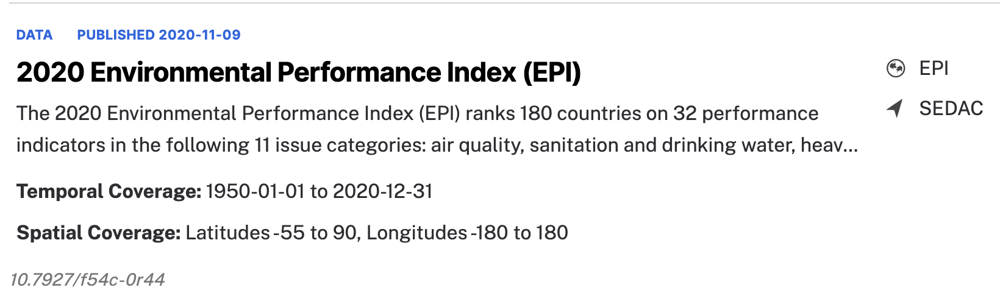 DATA PUBLISHED 2020-11-09
2020 Environmental Performance Index (EPI)
The 2020 Environmental Performance Index (EPI) ranks 180 countries on 32 performance
indicators in the following 11 issue categories: air quality, sanitation and drinking water, heav...
Temporal Coverage: 1950-01-01 to 2020-12-31
Spatial Coverage: Latitudes -55 to 90, Longitudes -180 to 180
10.7927/f54c-0r44
EPI
SEDAC